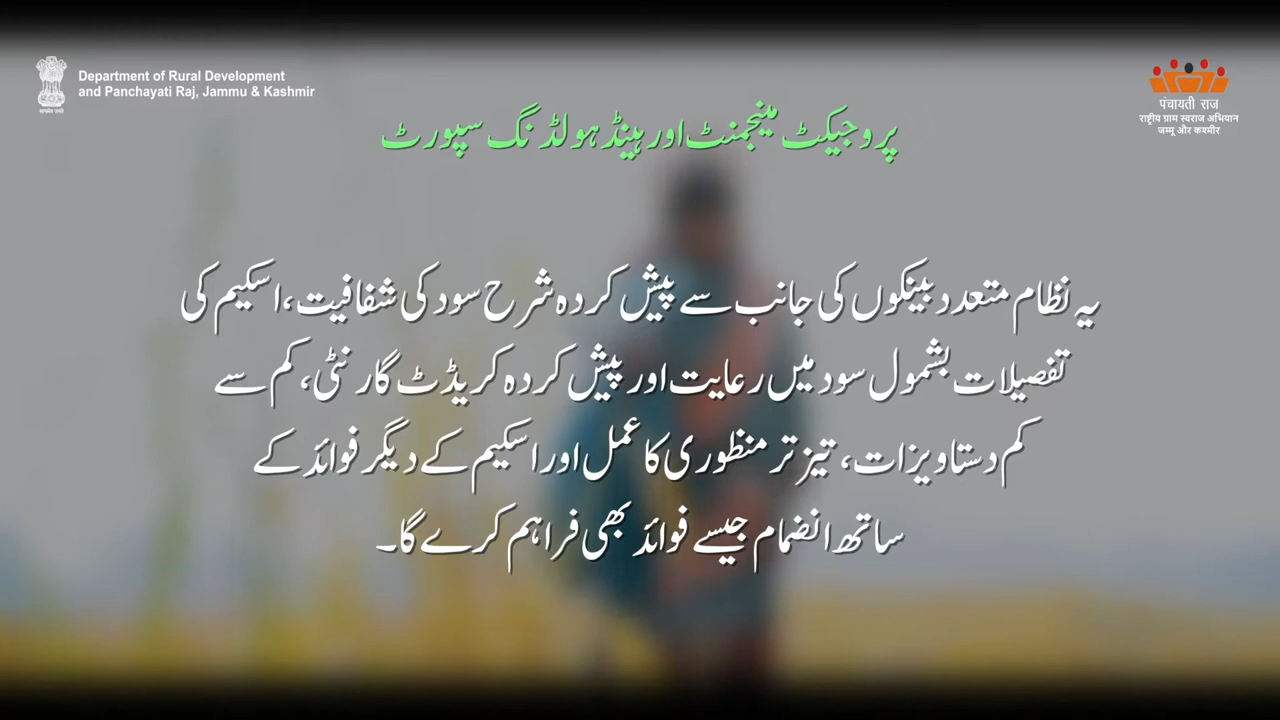 Department of Rural Development
and Panchayati Raj, Jammu & Kashmir
पंचायती राज
राष्ट्रीय ग्राम स्वराज अभियान
जम्मू और कश्मीर
پروجیکٹ مینجمنٹ اور ہینڈ ہولڈنگ سپورٹ
یہ نظام متعدد بینکوں کی جانب سے پیش کردہ شرح سود کی شفافیت، اسکیم کی
تفصیلات بشمول سود میں رعایت اور پیش کردہ کریڈٹ گارنٹی، کم سے
کم دستاویزات، تیز تر منظوری کا عمل اور اسکیم کے دیگر فوائد کے
ساتھ انضمام جیسے فوائد بھی فراہم کرے گا۔